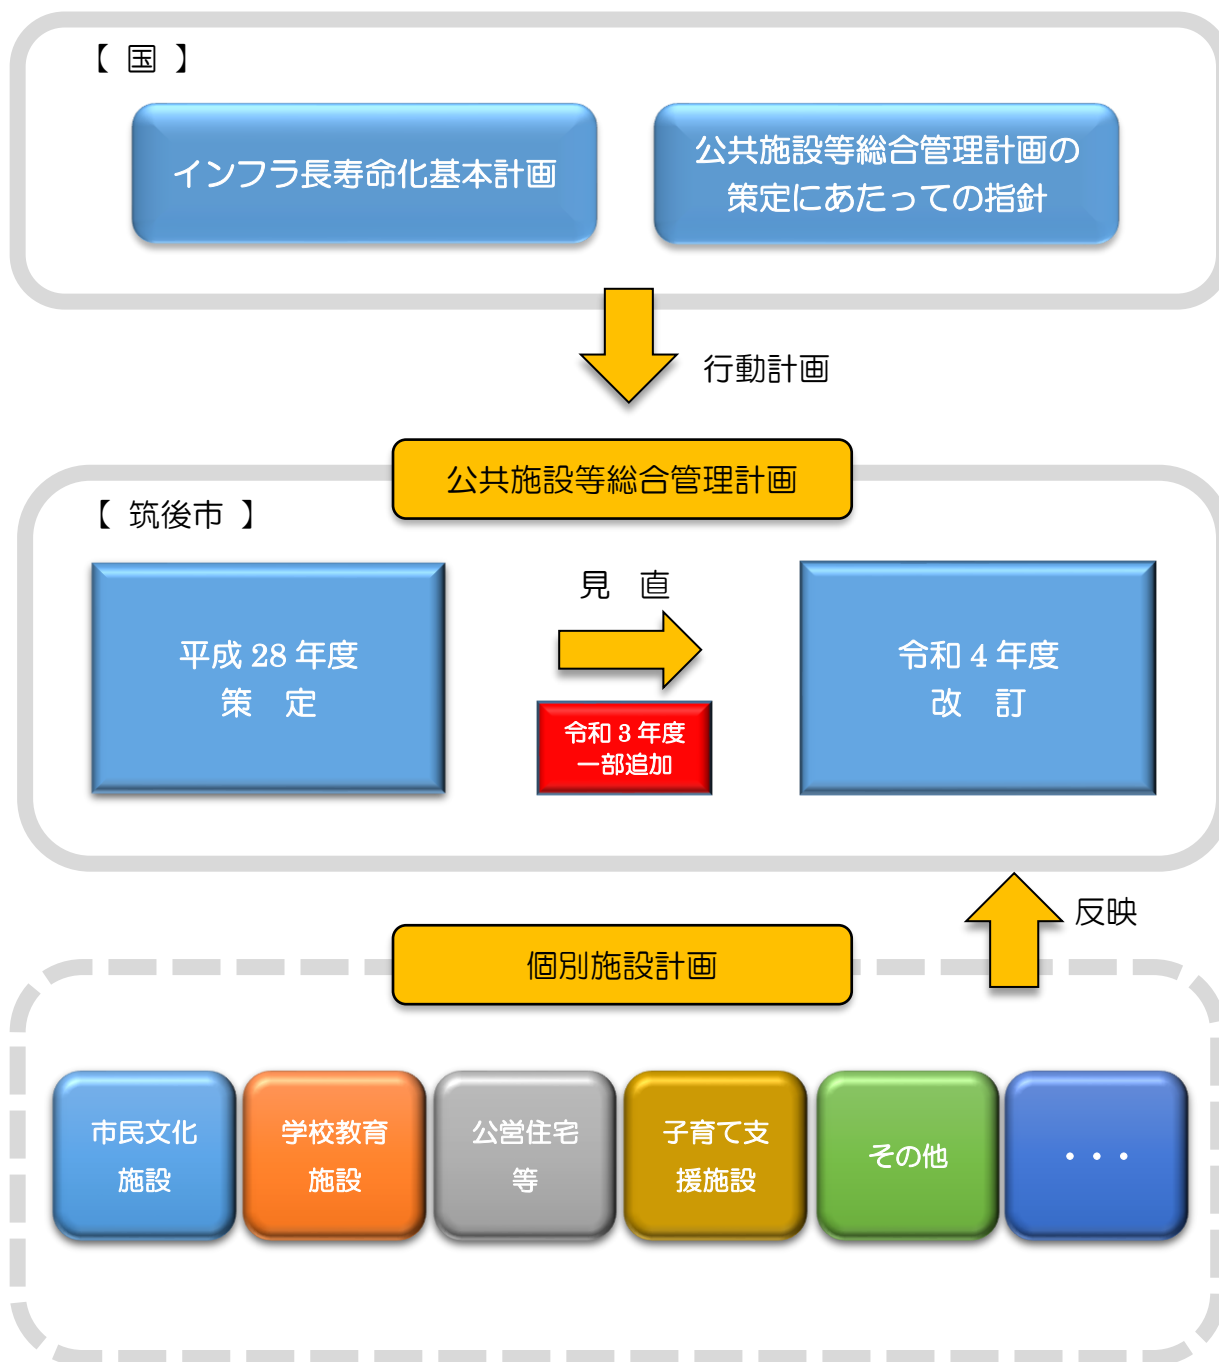 【 国 】
インフラ長寿命化基本計画
公共施設等総合管理計画の
策定にあたっての指針
行動計画
公共施設等総合管理計画
【 筑後市 】
平成 28 年度
策　定
見　直
令和 3 年度
一部追加
令和 4 年度
改　訂
反映
個別施設計画
市民文化
施設
学校教育
施設
公営住宅
等
子育て支
援施設
その他
・・・